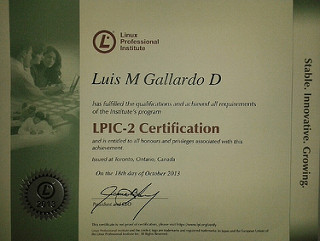 Linux
Professional
Institute
Luis M Gallardo D
has fulfilled the qualifications and achieved all requirements
of the Institute's program
LPIC-2 Certification
and is entitled to all honours and privileges associated with this
achievement
Issued at Toronto, Ontario, Canada
On the 18th day of October 2013
President and CEO
Stable. Innovative. Growing.
2013